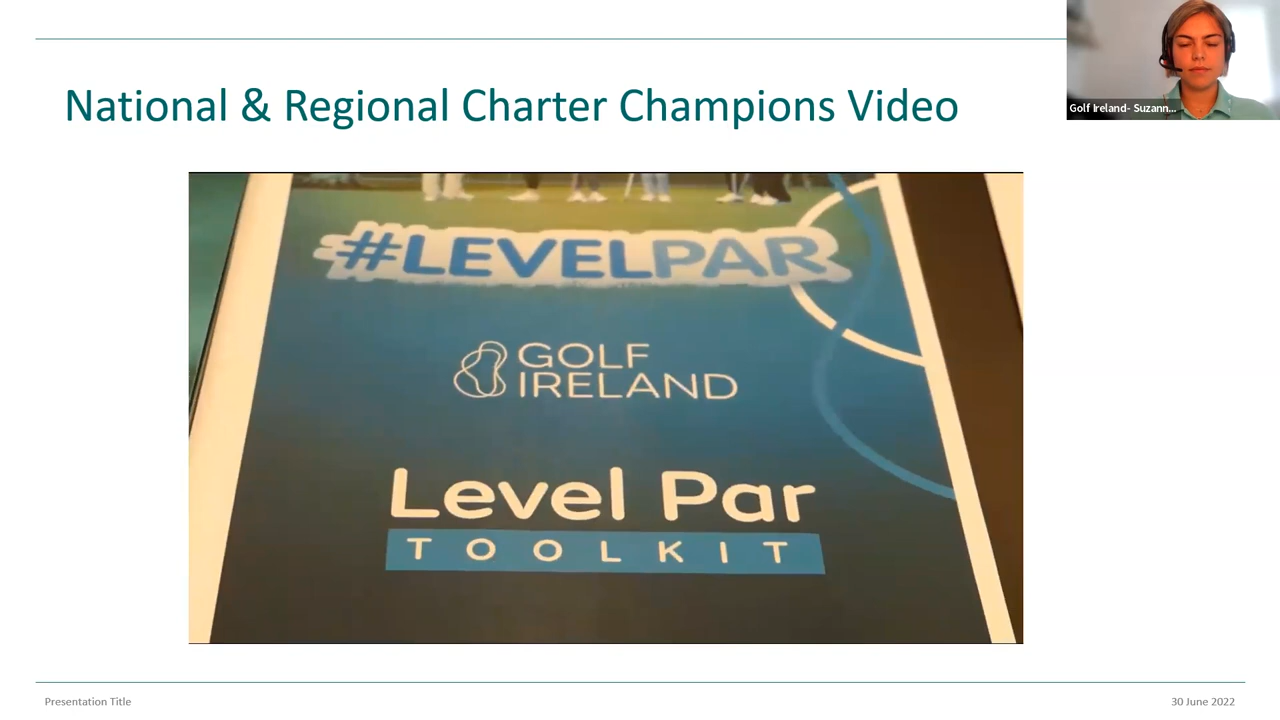 National & Regional Charter Champions Video
Golf Ireland- Suzann...
#LEVELPAR
GOLF
IRELAND
Level Par
TOOLKIT
Presentation Title
30 June 2022